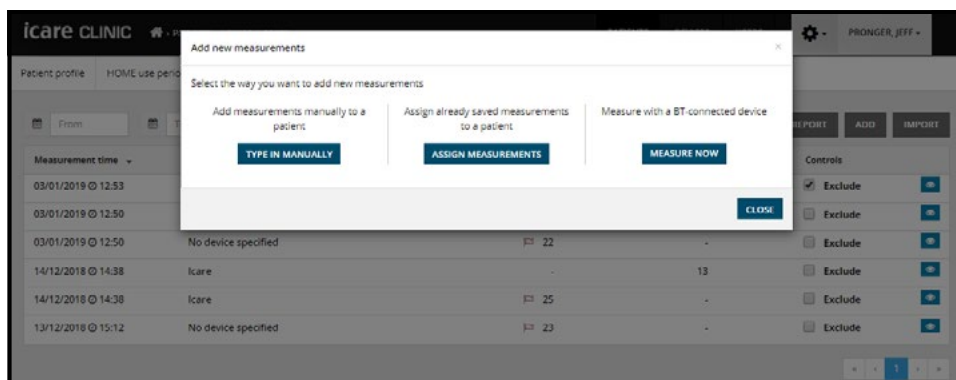 icare CLINIC
PRONGER, JEFF
Add new measurements
×
Patient profile HOME use perio
Select the way you want to add new measurements
Add measurements manually to a patient
TYPE IN MANUALLY
Assign already saved measurements to a patient
ASSIGN MEASUREMENTS
Measure with a BT-connected device
MEASURE NOW
CLOSE
From
REPORT ADD IMPORT
Measurement time Controls
03/01/2019 12:53 Exclude
03/01/2019 12:50 Exclude
03/01/2019 12:50 No device specified 22 - Exclude
14/12/2018 14:38 Icare - 13 Exclude
14/12/2018 14:38 Icare 25 - Exclude
13/12/2018 15:12 No device specified 23 - Exclude
« ‹ 1 › »